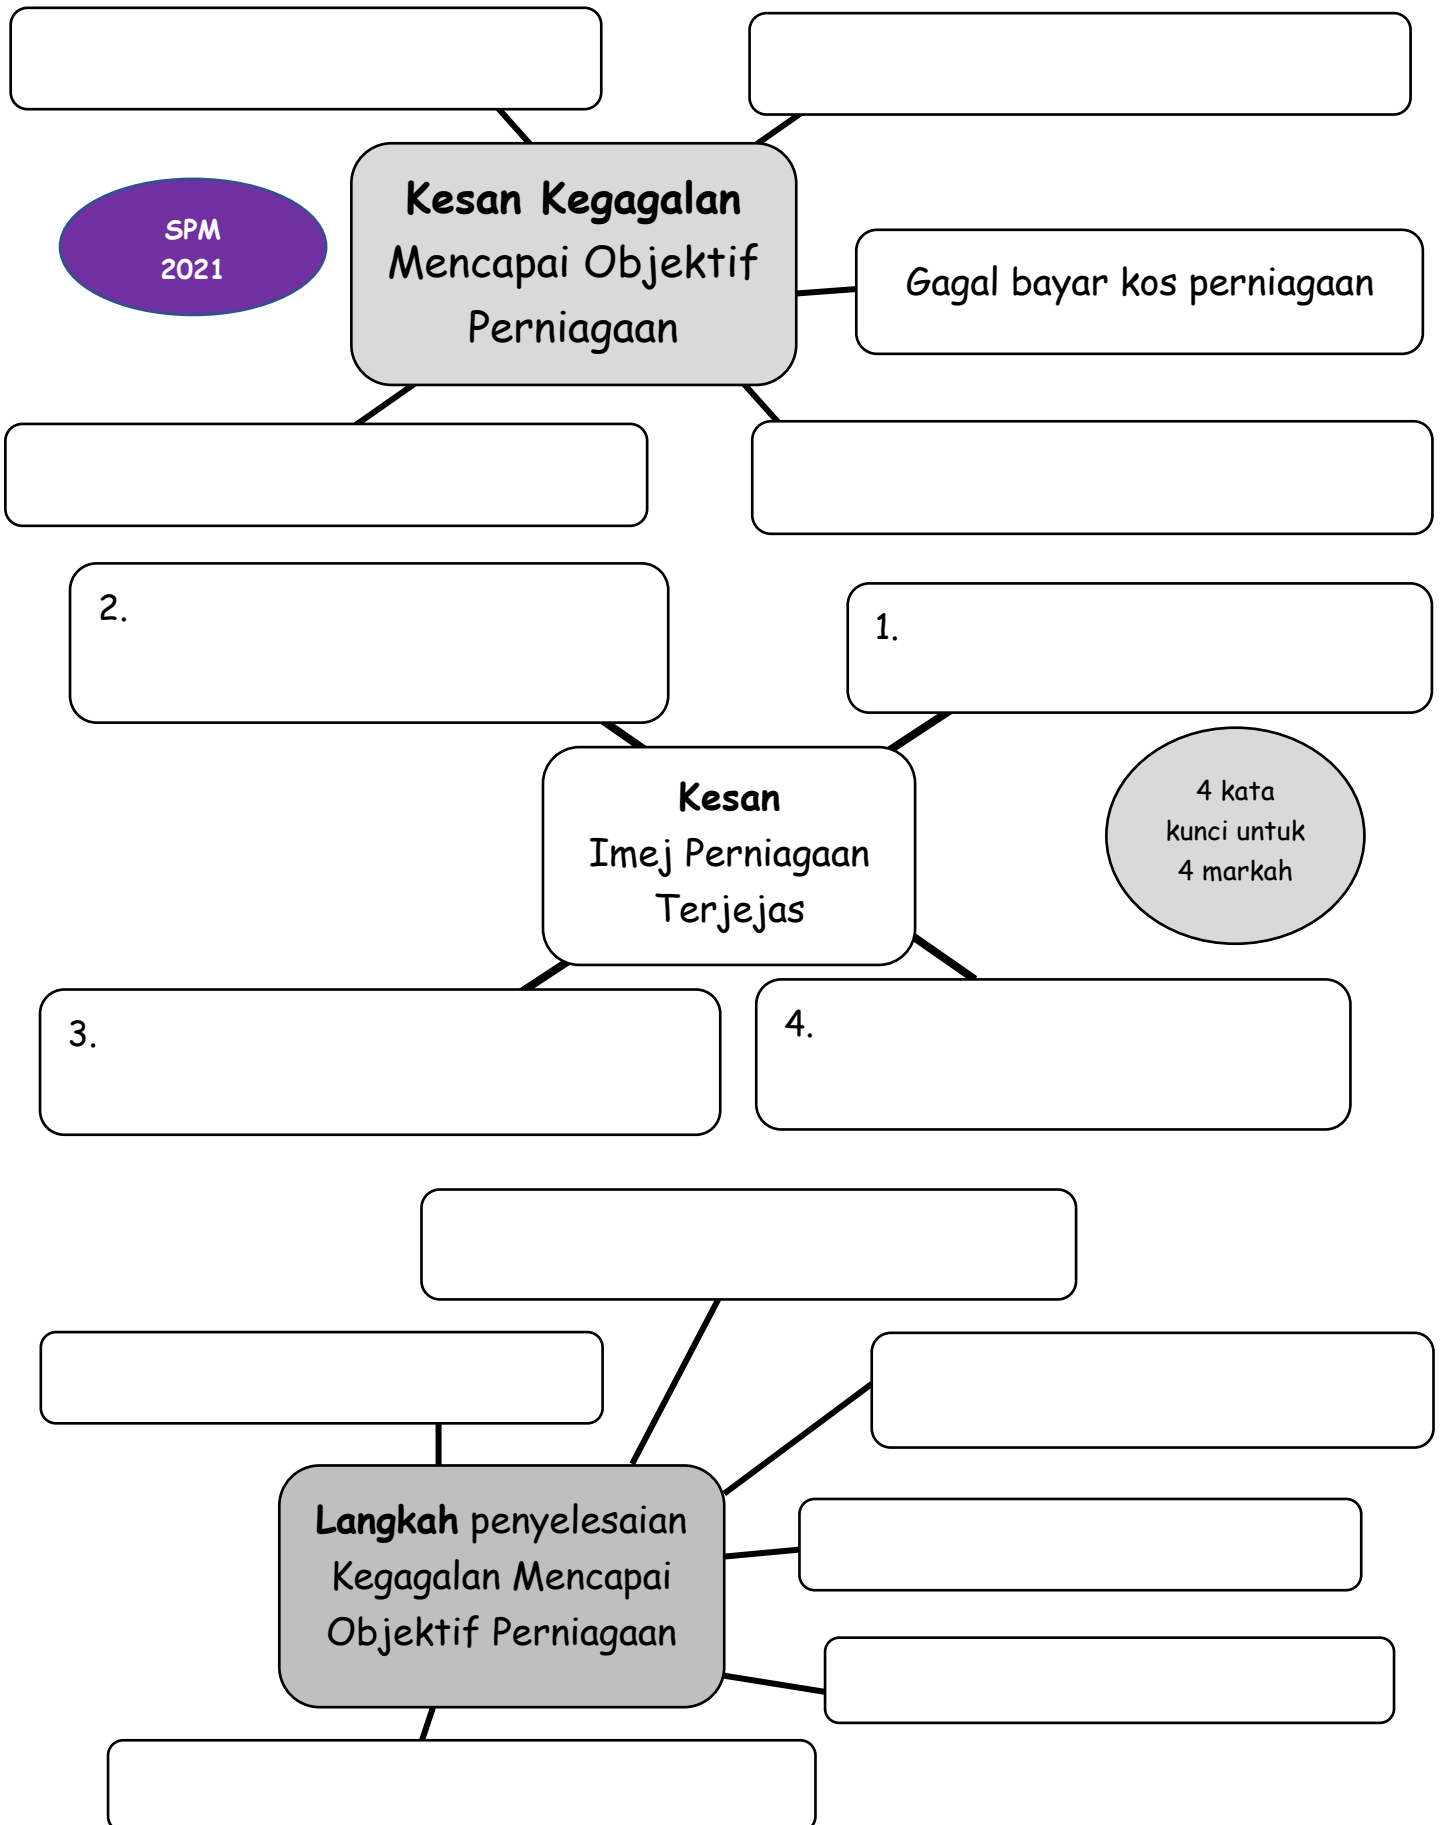 Kesan Kegagalan
Mencapai Objektif
Perniagaan
SPM
2021
Gagal bayar kos perniagaan
2.
1.
Kesan
Imej Perniagaan
Terjejas
4 kata
kunci untuk
4 markah
3.
4.
Langkah penyelesaian
Kegagalan Mencapai
Objektif Perniagaan